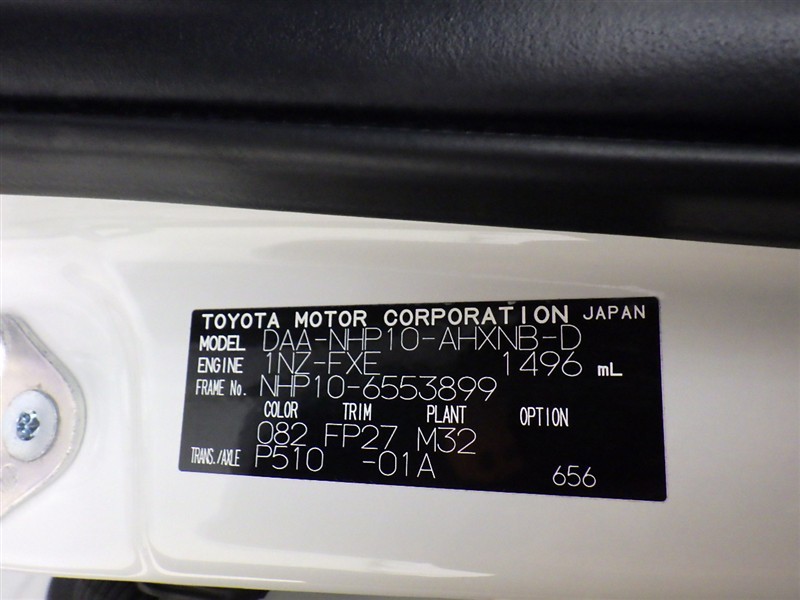 TOYOTA MOTOR CORPORATION JAPAN
MODEL DAA-NHP10-AHXNB-D
ENGINE 1NZ-FXE 1496 mL
FRAME No. NHP10-6553899
COLOR TRIM PLANT OPTION
082 FP27 M32
TRANS./AXLE P510 -01A
656